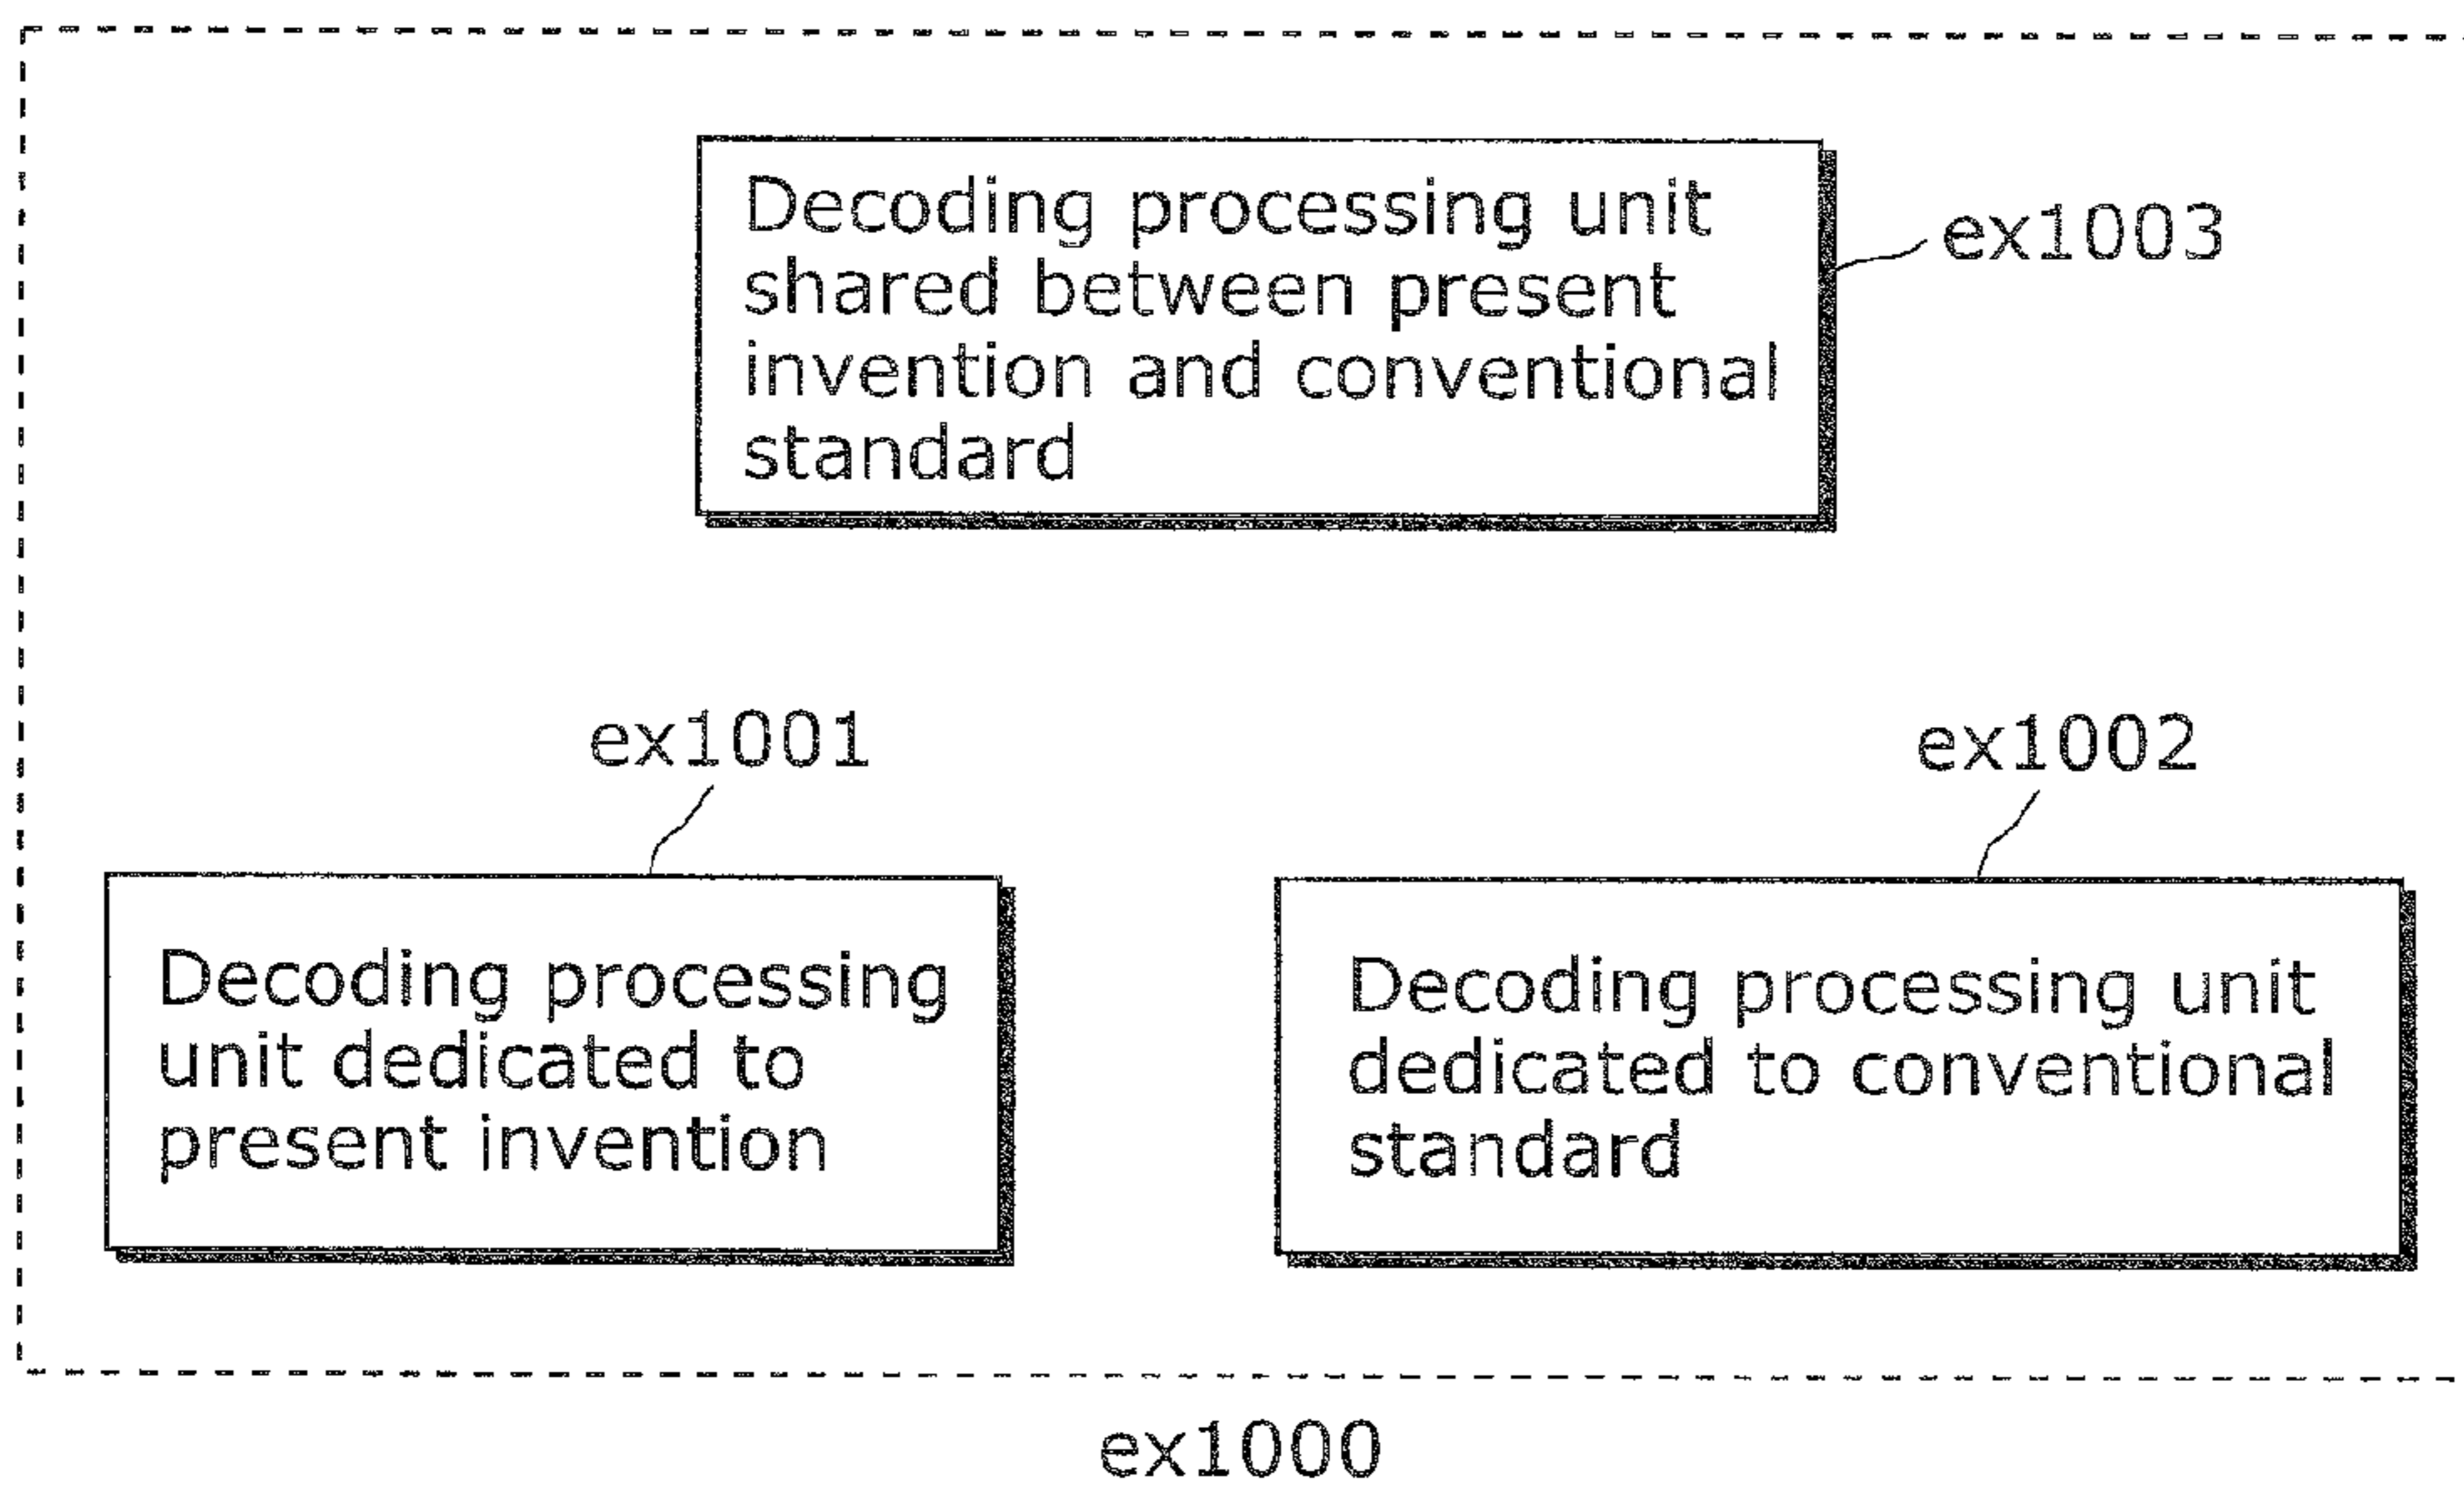 Decoding processing unit
shared between present
invention and conventional
standard
ex1003
ex1001
ex1002
Decoding processing
unit dedicated to
present invention
Decoding processing unit
dedicated to conventional
standard
ex1000